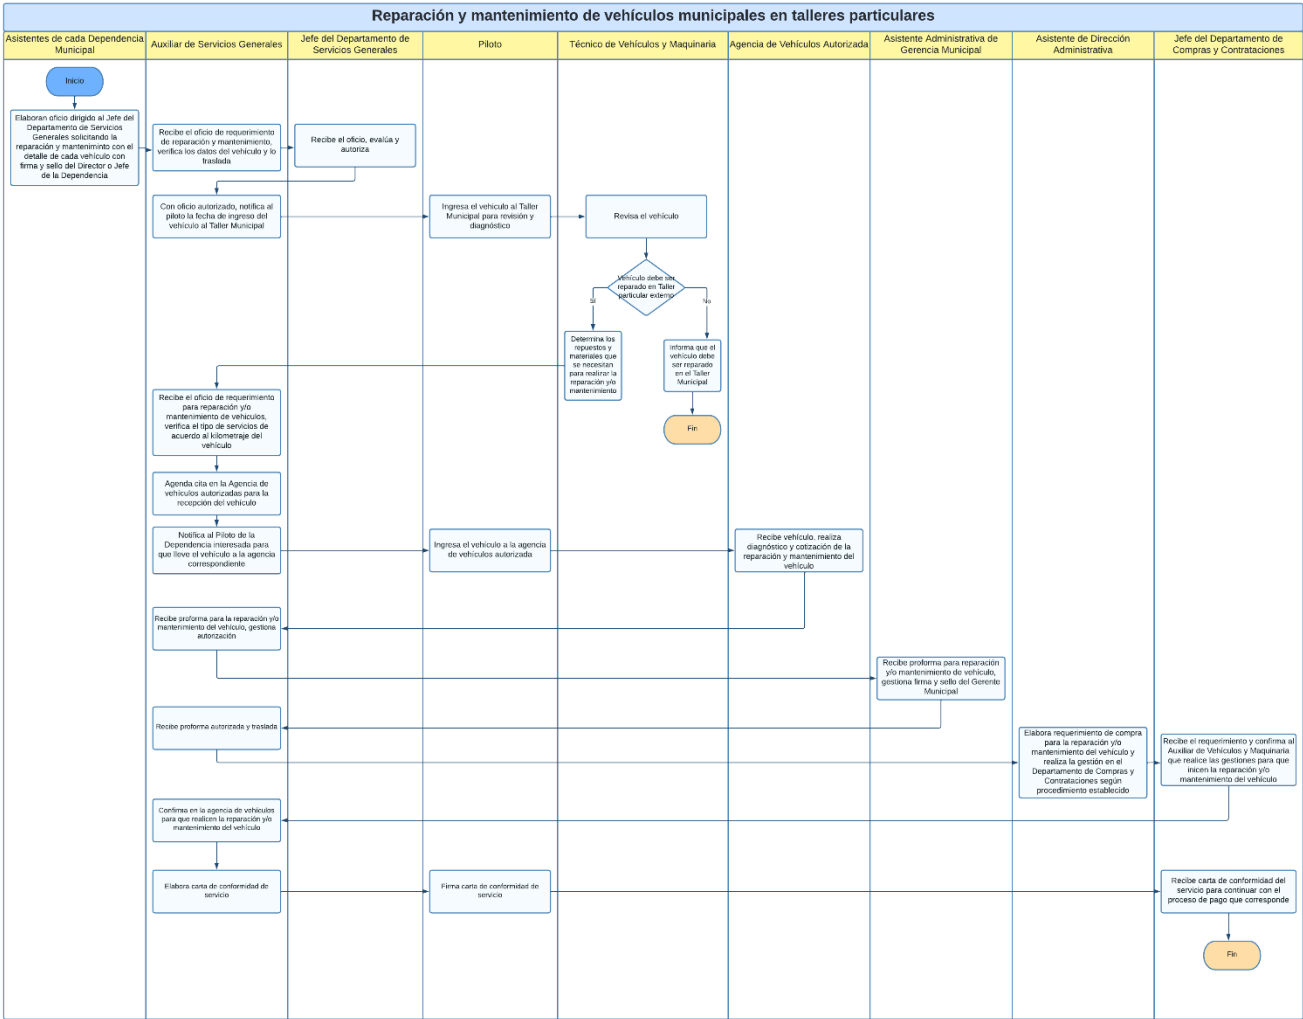 Reparación y mantenimiento de vehículos municipales en talleres particulares
Asistentes de cada Dependencia
Municipal
Auxiliar de Servicios Generales
Jefe del Departamento de
Servicios Generales
Piloto
Técnico de Vehículos y Maquinaria
Agencia de Vehículos Autorizada
Asistente Administrativa de
Gerencia Municipal
Asistente de Dirección
Administrativa
Jefe del Departamento de
Compras y Contrataciones
Inicio
Elaboran oficio dirigido al Jefe del
Departamento de Servicios
Generales solicitando la
reparación y manteniminto con el
detalle de cada vehículo con
firma y sello del Director o Jefe
de la Dependencia
Recibe el oficio de requerimiento
de reparación y mantenimiento,
verifica los datos del vehículo y lo
traslada
Recibe el oficio, evalúa y
autoriza
Con oficio autorizado, notifica al
piloto la fecha de ingreso del
vehículo al Taller Municipal
Ingresa el vehiculo al Taller
Municipal para revisión y
diagnóstico
Revisa el vehículo
Vehículo debe ser
reparado en Taller
particular externo
Sí
No
Determina los
repuestos y
materiales que
se necesitan
para realizar la
reparación y/o
mantenimiento
Informa que el
vehículo debe
ser reparado
en el Taller
Municipal
Fin
Recibe el oficio de requerimiento
para reparación y/o
mantenimiento de vehiculos,
verifica el tipo de servicios de
acuerdo al kilometraje del
vehículo
Agenda cita en la Agencia de
vehículos autorizadas para la
recepción del vehículo
Notifica al Piloto de la
Dependencia interesada para
que lleve el vehículo a la agencia
correspondiente
Ingresa el vehículo a la agencia
de vehículos autorizada
Recibe vehículo, realiza
diagnóstico y cotización de la
reparación y mantenimiento del
vehículo
Recibe proforma para la reparación y/o
mantenimiento del vehículo, gestiona
autorización
Recibe proforma para reparación
y/o mantenimiento de vehículo,
gestiona firma y sello del Gerente
Municipal
Recibe proforma autorizada y traslada
Elabora requerimiento de compra
para la reparación y/o
mantenimiento del vehículo y
realiza la gestión en el
Departamento de Compras y
Contrataciones según
procedimiento establecido
Recibe el requerimiento y confirma al
Auxiliar de Vehículos y Maquinaria
que realice las gestiones para que
inicen la reparación y/o
mantenimiento del vehículo
Confirma en la agencia de vehículos
para que realicen la reparación y/o
mantenimiento del vehículo
Elabora carta de conformidad de
servicio
Firma carta de conformidad de
servicio
Recibe carta de conformidad del
servicio para continuar con el
proceso de pago que corresponde
Fin